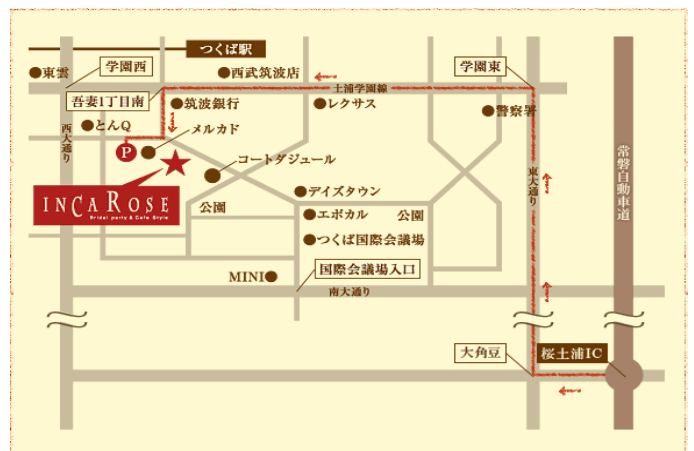 つくば駅
東雲
学園西
西武筑波店
学園東
土浦学園線
吾妻1丁目南
筑波銀行
レクサス
警察署
とんQ
メルカド
西大通り
P
コートダジュール
東大通り
常磐自動車道
INCAROSE
Bridal party & Cafe Style
デイズタウン
公園
エポカル
公園
つくば国際会議場
MINI
国際会議場入口
南大通り
大角豆
桜土浦IC